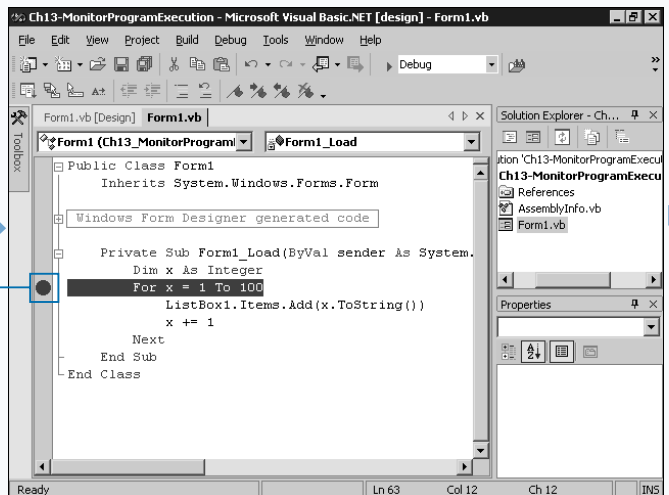 Ch13-MonitorProgramExecution - Microsoft Visual Basic.NET [design] - Form1.vb
File Edit View Project Build Debug Tools Window Help
Debug
Toolbox
Form1.vb [Design] Form1.vb
Form1 (Ch13_MonitorProgram Form1_Load
Public Class Form1
Inherits System.Windows.Forms.Form
Windows Form Designer generated code
Private Sub Form1_Load(ByVal sender As System.
Dim x As Integer
For x = 1 To 100
ListBox1.Items.Add(x.ToString())
x += 1
Next
End Sub
End Class
Solution Explorer - Ch...
ution 'Ch13-MonitorProgramExecu
Ch13-MonitorProgramExecu
References
AssemblyInfo.vb
Form1.vb
Properties
Ready Ln 63 Col 12 Ch 12 INS